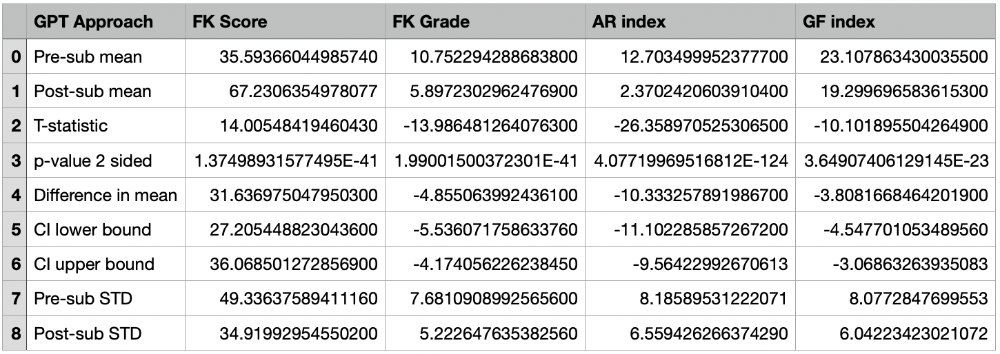 GPT Approach FK Score FK Grade AR index GF index
0 Pre-sub mean 35.59366044985740 10.752294288683800 12.703499952377700 23.107863430035500
1 Post-sub mean 67.2306354978077 5.8972302962476900 2.3702420603910400 19.299696583615300
2 T-statistic 14.00548419460430 -13.986481264076300 -26.358970525306500 -10.101895504264900
3 p-value 2 sided 1.37498931577495E-41 1.99001500372301E-41 4.07719969516812E-124 3.64907406129145E-23
4 Difference in mean 31.636975047950300 -4.855063992436100 -10.333257891986700 -3.8081668464201900
5 CI lower bound 27.205448823043600 -5.536071758633760 -11.102285857267200 -4.547701053489560
6 CI upper bound 36.068501272856900 -4.174056226238450 -9.56422992670613 -3.06863263935083
7 Pre-sub STD 49.33637589411160 7.6810908992565600 8.18589531222071 8.0772847699553
8 Post-sub STD 34.91992954550200 5.222647635382560 6.559426266374290 6.04223423021072